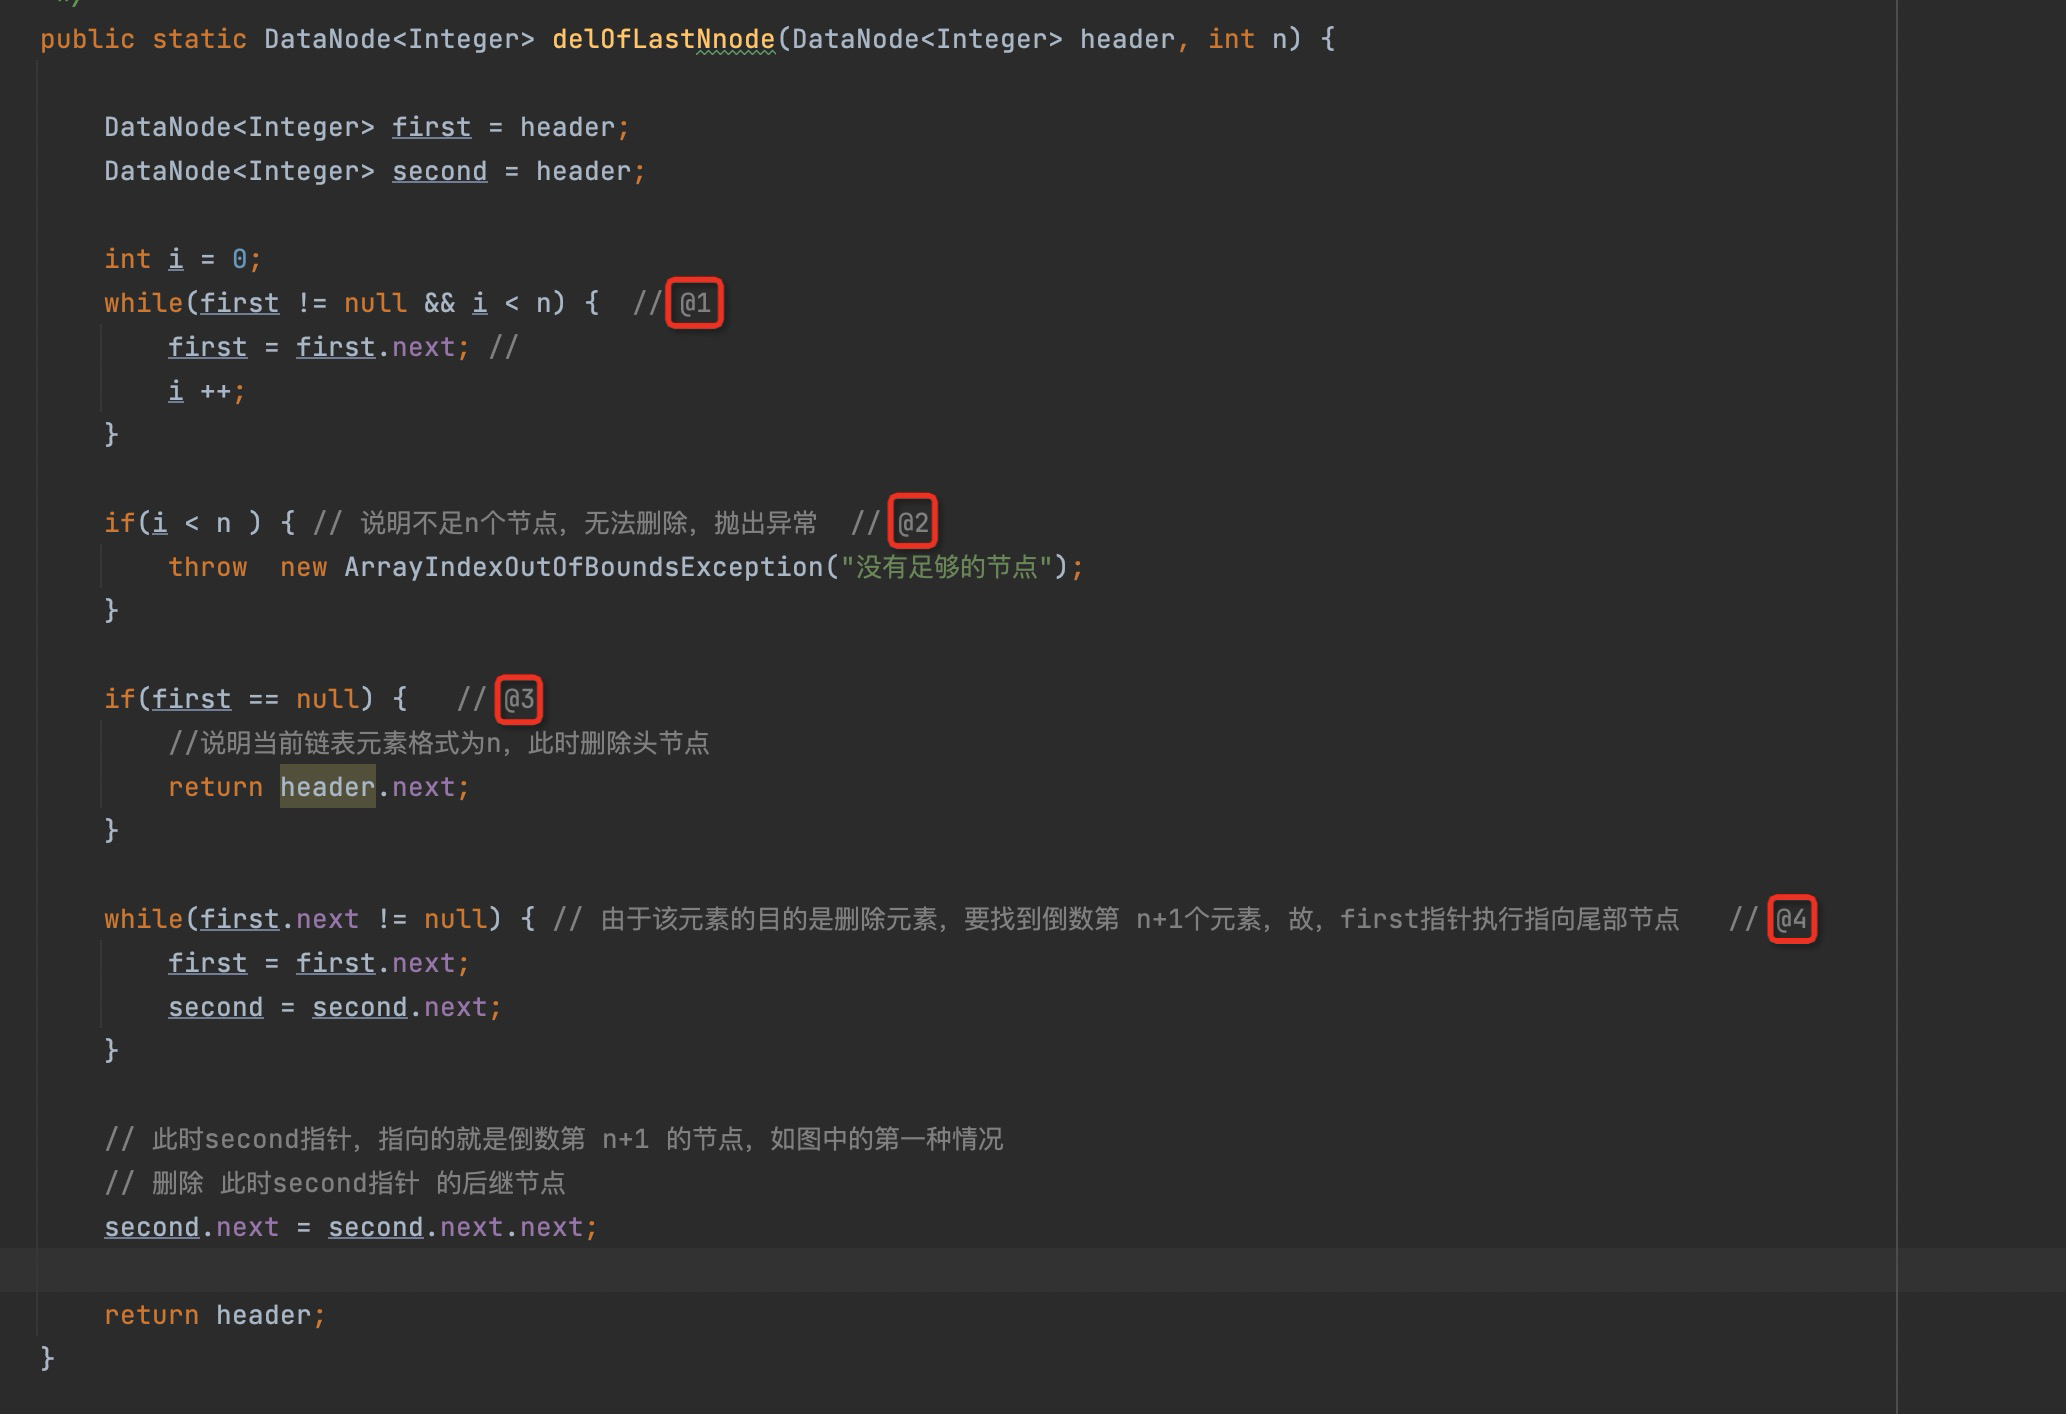 */
public static DataNode<Integer> delOfLastNnode(DataNode<Integer> header, int n) {
DataNode<Integer> first = header;
DataNode<Integer> second = header;
int i = 0;
while(first != null && i < n) {  // @1
first = first.next; //
i ++;
}
if(i < n ) { // 说明不足n个节点，无法删除，抛出异常  // @2
throw  new ArrayIndexOutOfBoundsException("没有足够的节点");
}
if(first == null) {   // @3
//说明当前链表元素格式为n，此时删除头节点
return header.next;
}
while(first.next != null) { // 由于该元素的目的是删除元素，要找到倒数第 n+1个元素，故，first指针执行指向尾部节点   // @4
first = first.next;
second = second.next;
}
// 此时second指针，指向的就是倒数第 n+1 的节点，如图中的第一种情况
// 删除 此时second指针 的后继节点
second.next = second.next.next;
return header;
}